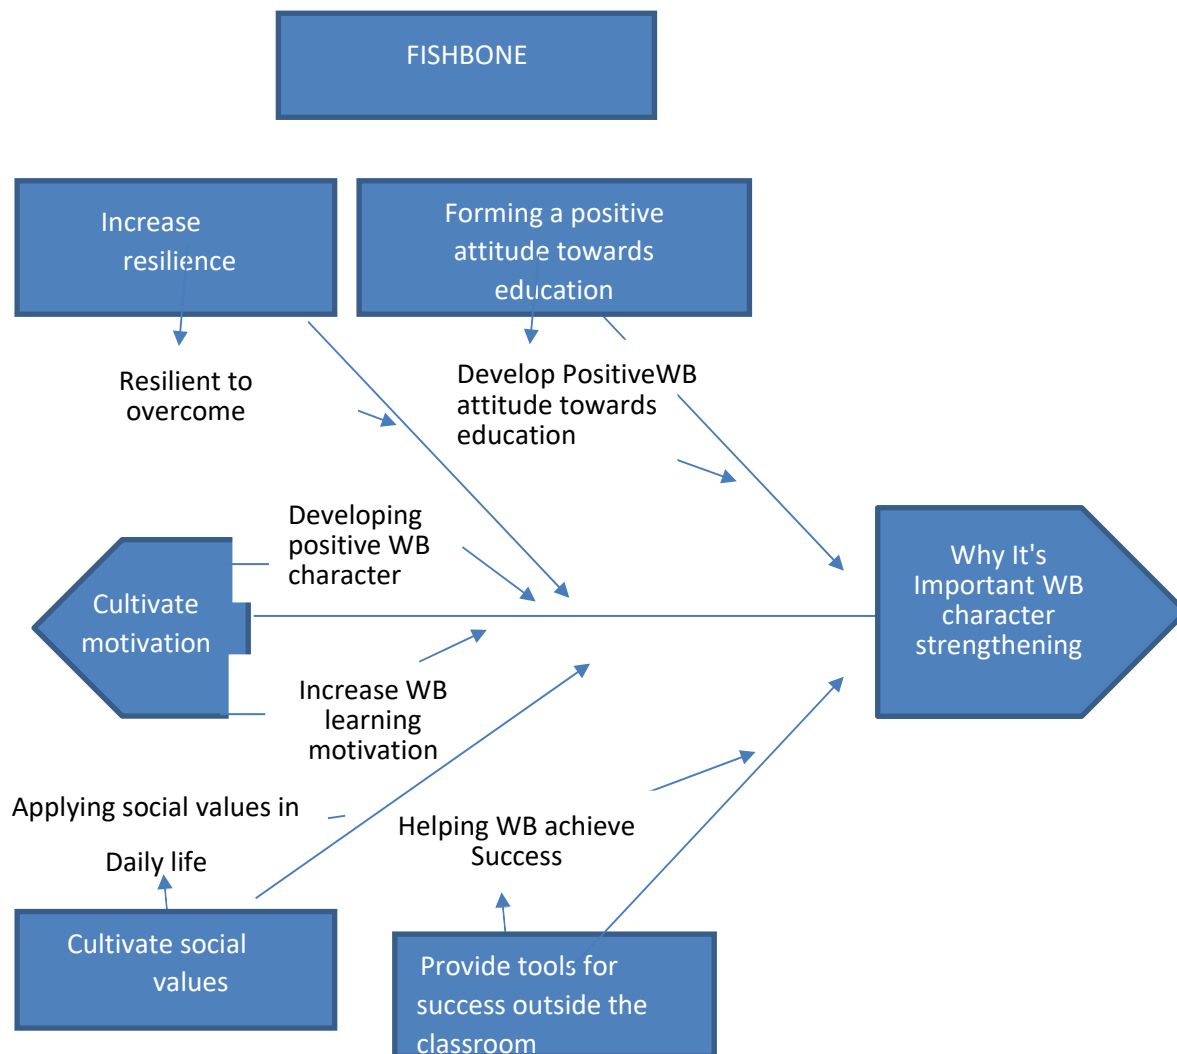 FISHBONE
Increase
resilience
Forming a positive
attitude towards
education
Resilient to
overcome
Develop PositiveWB
attitude towards
education
Developing
positive WB
character
Cultivate
motivation
Why It's
Important WB
character
strengthening
Increase WB
learning
motivation
Applying social values in
Daily life
Helping WB achieve
Success
Cultivate social
values
Provide tools for
success outside the
classroom